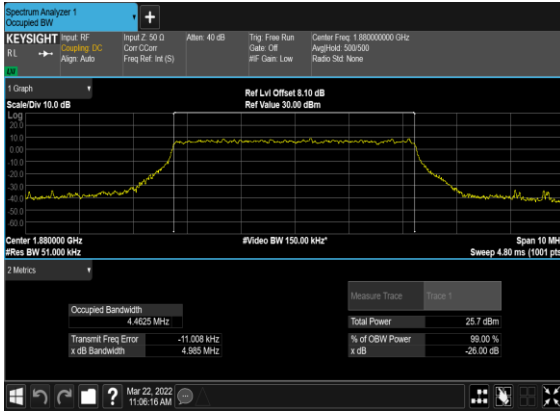 Spectrum Analyzer 1
Occupied BW
+
KEYSIGHT Input: RF Input Z: 50 Ω Atten: 40 dB Trig: Free Run Center Freq: 1.880000000 GHz
RL Coupling: DC Corr CCorr Gate: Off Avg|Hold: 500/500
Align: Auto Freq Ref: Int (S) #IF Gain: Low Radio Std: None
1 Graph
Ref Lvl Offset 8.10 dB
Scale/Div 10.0 dB Ref Value 30.00 dBm
Log
20.0
10.0
0.00
-10.0
-20.0
-30.0
-40.0
-50.0
-60.0
Center 1.880000 GHz #Video BW 150.00 kHz* Span 10 MH
#Res BW 51.000 kHz Sweep 4.80 ms (1001 pts
2 Metrics
Measure Trace Trace 1
Occupied Bandwidth
4.4625 MHz Total Power 25.7 dBm
Transmit Freq Error -11.008 kHz % of OBW Power 99.00 %
x dB Bandwidth 4.985 MHz x dB -26.00 dB
? Mar 22, 2022
11:06:16 AM